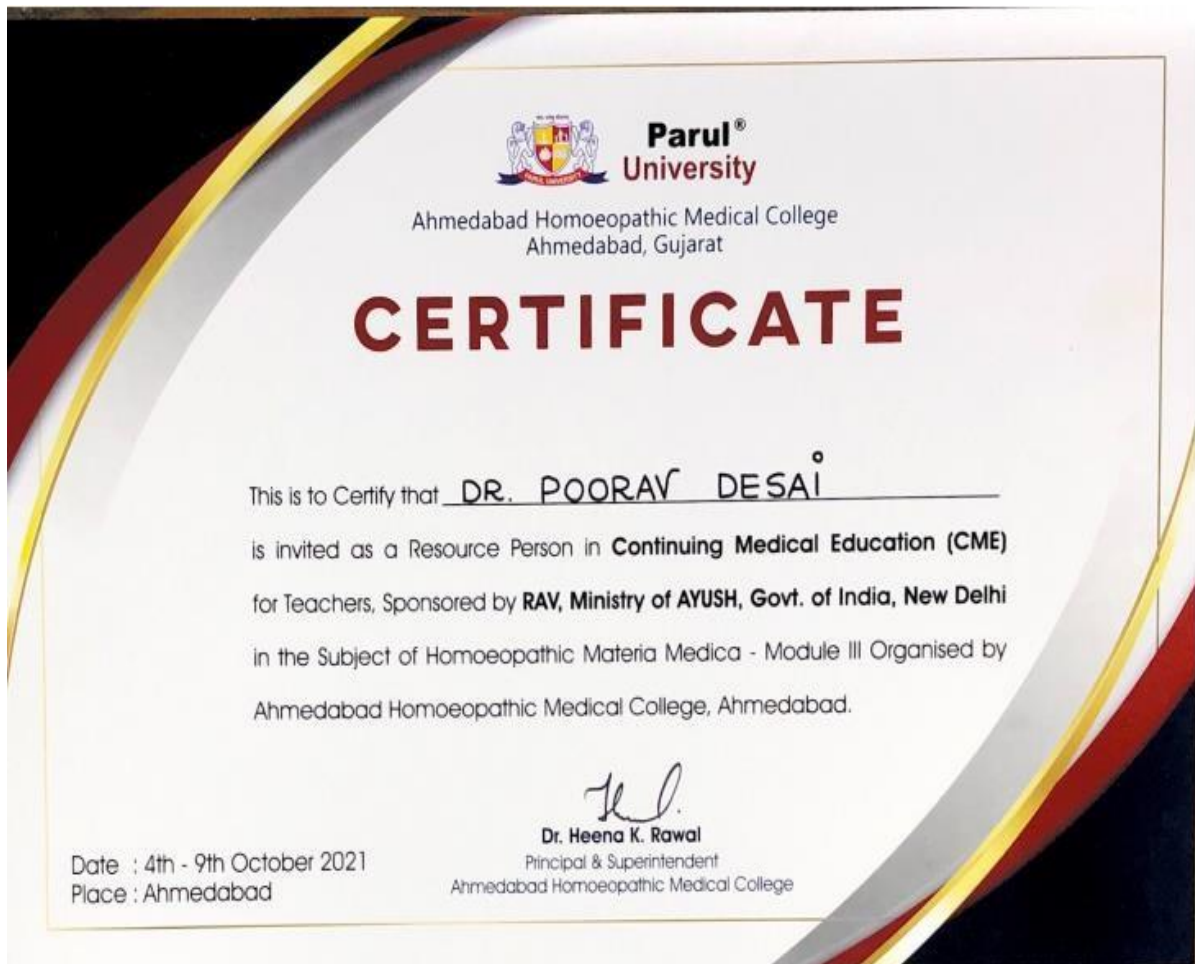 PARUL UNIVERSITY
Parul®
University
Ahmedabad Homoeopathic Medical College
Ahmedabad, Gujarat
CERTIFICATE
This is to Certify that DR. POORAV DESAI
is invited as a Resource Person in Continuing Medical Education (CME)
for Teachers, Sponsored by RAV, Ministry of AYUSH, Govt. of India, New Delhi
in the Subject of Homoeopathic Materia Medica - Module III Organised by
Ahmedabad Homoeopathic Medical College, Ahmedabad.
Dr. Heena K. Rawal
Principal & Superintendent
Ahmedabad Homoeopathic Medical College
Date : 4th - 9th October 2021
Place : Ahmedabad